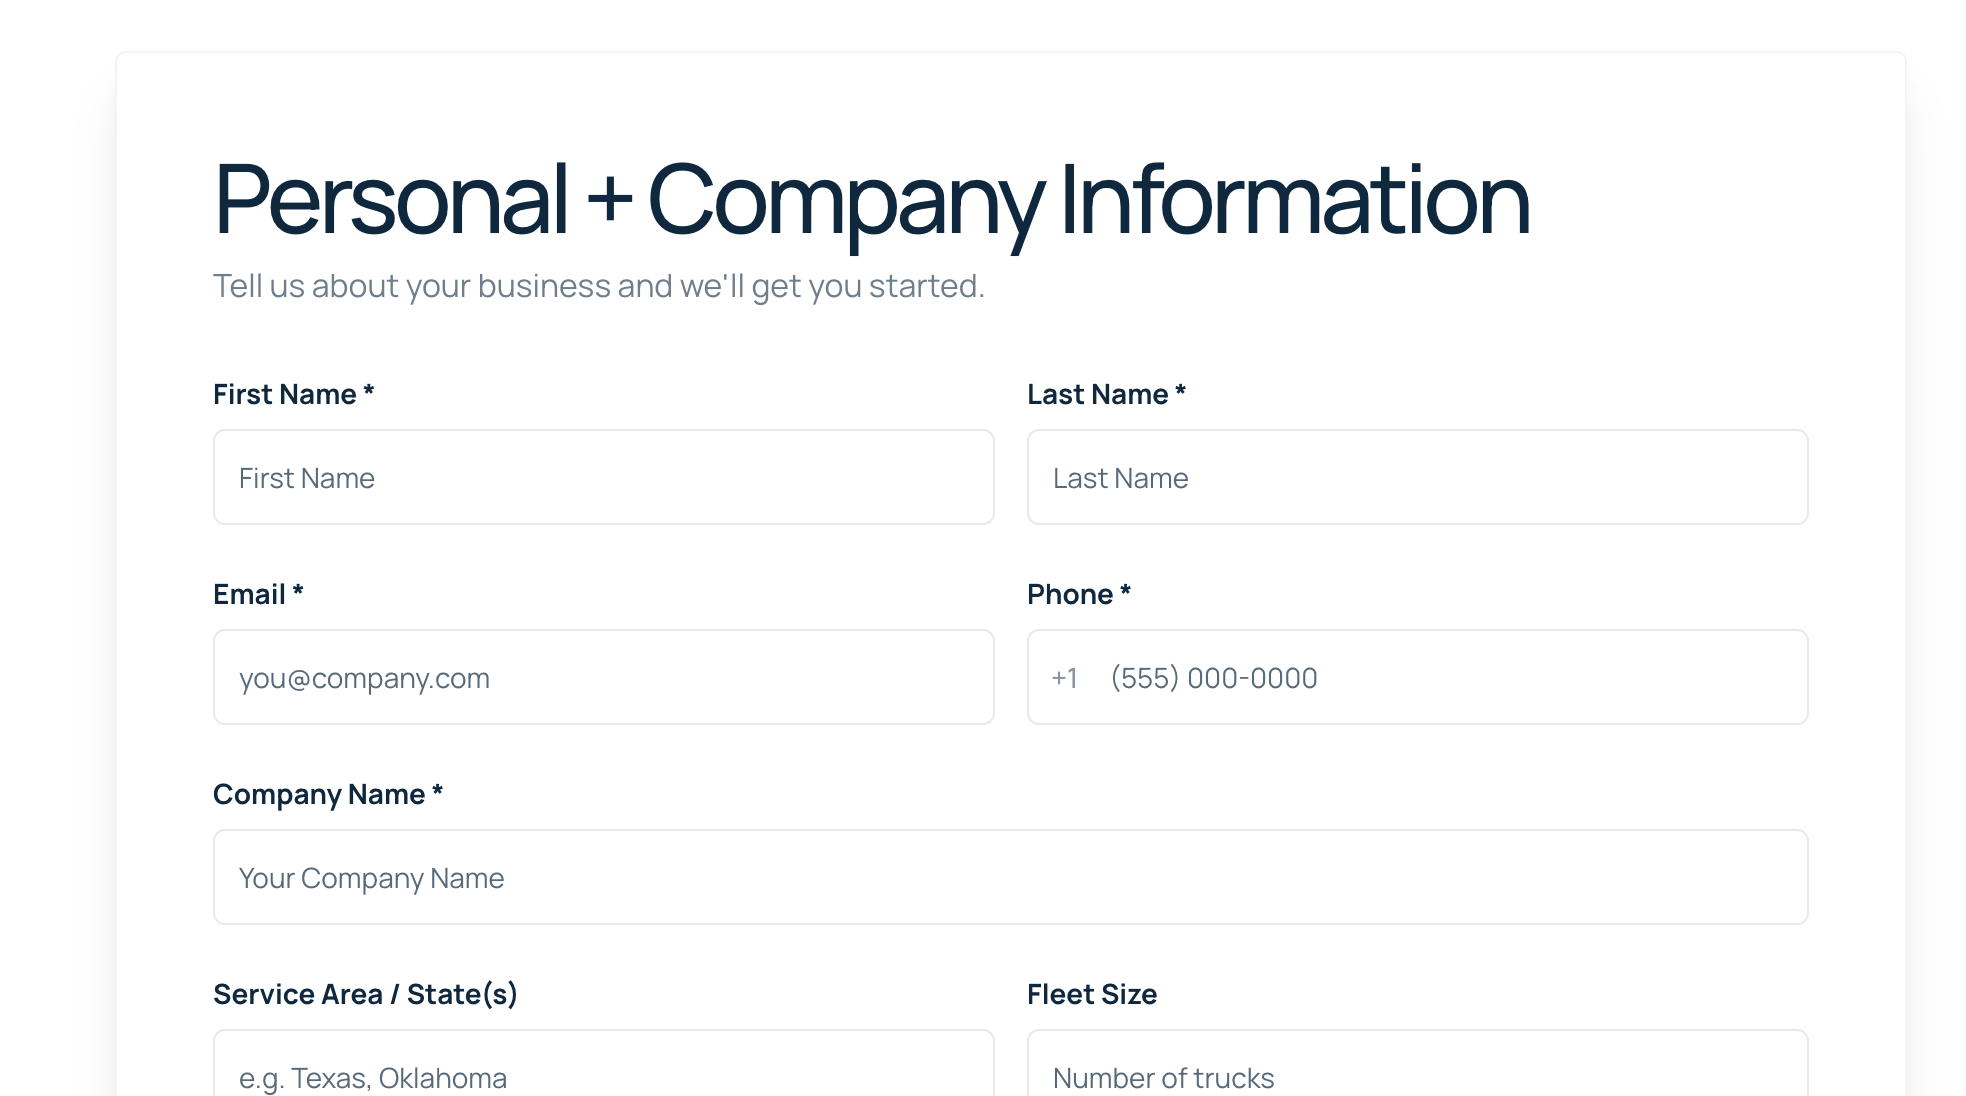 Personal + Company Information
Tell us about your business and we'll get you started.
First Name *
Last Name *
First Name
Last Name
Email *
Phone *
you@company.com
+1 (555) 000-0000
Company Name *
Your Company Name
Service Area / State(s)
Fleet Size
e.g. Texas, Oklahoma
Number of trucks